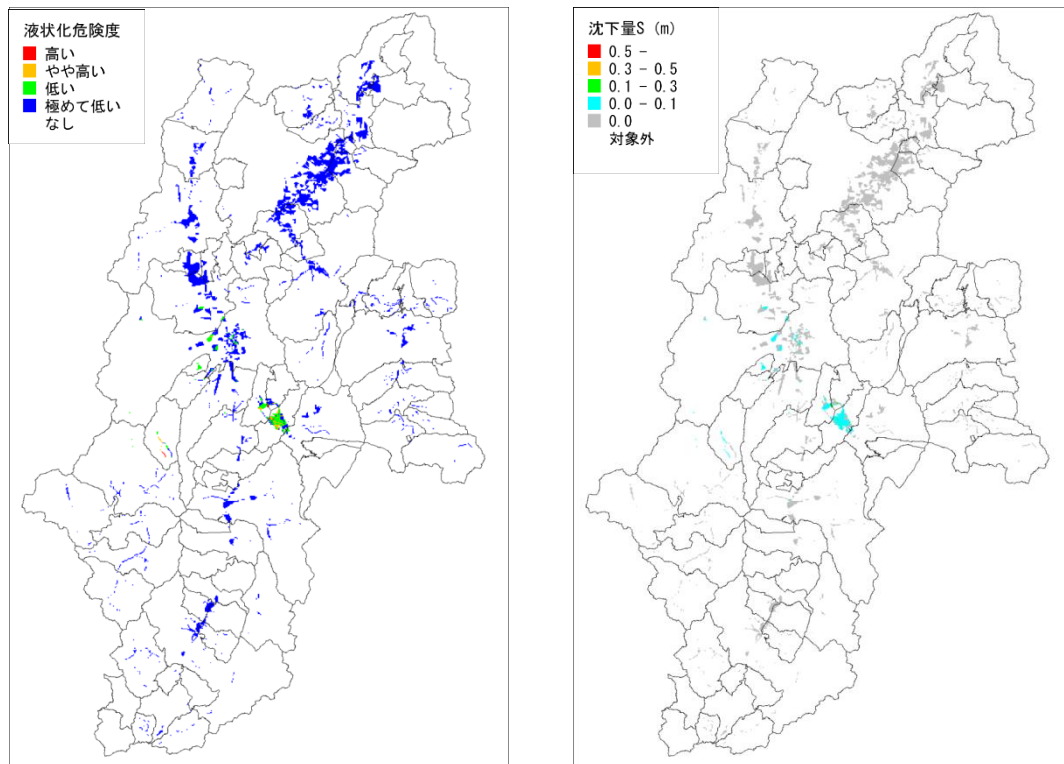 液状化危険度
高い
やや高い
低い
極めて低い
なし
沈下量S (m)
0.5 -
0.3 - 0.5
0.1 - 0.3
0.0 - 0.1
0.0
対象外